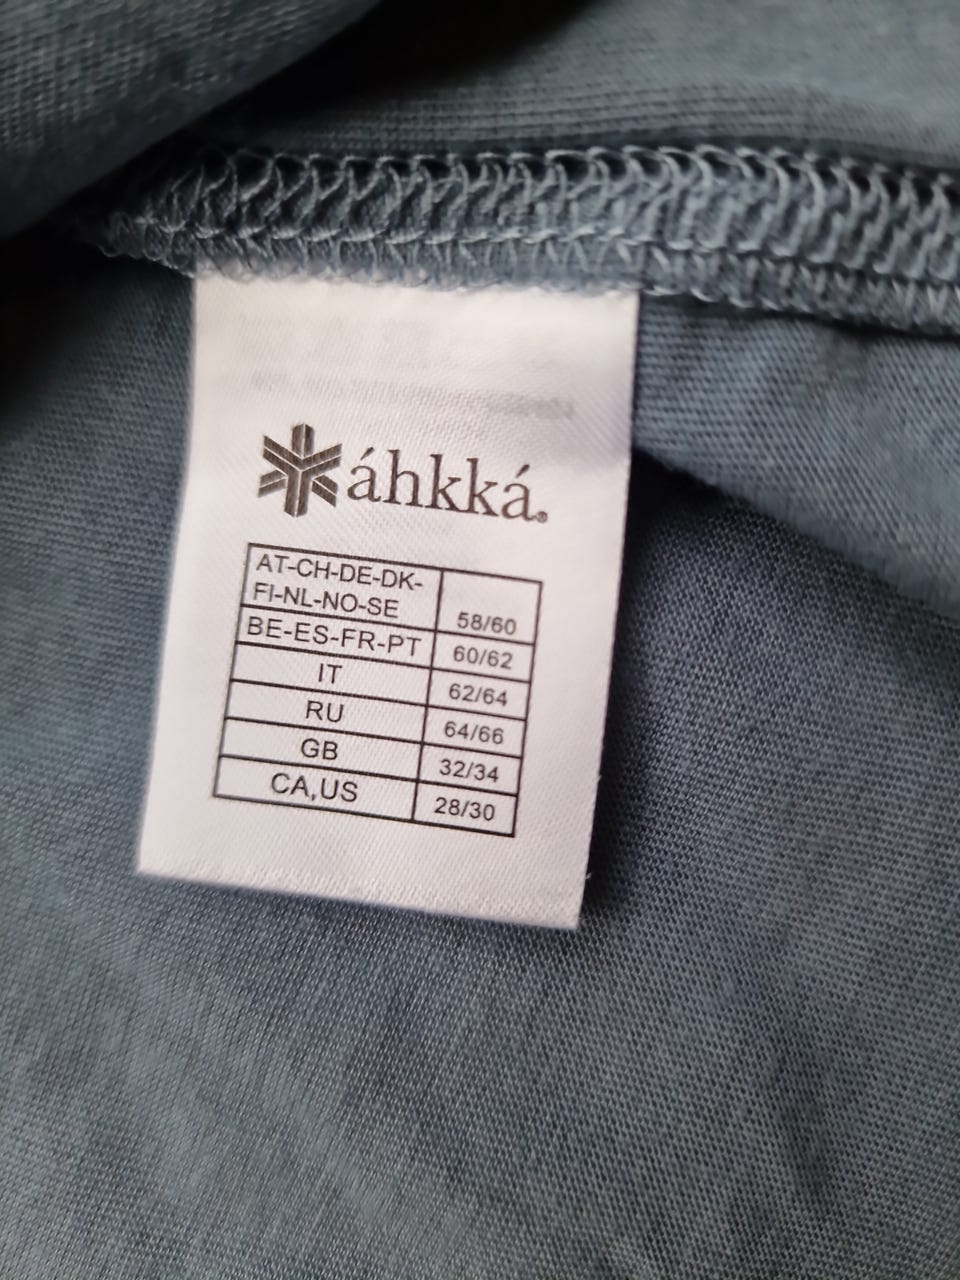 áhkká®
AT-CH-DE-DK-
FI-NL-NO-SE 58/60
BE-ES-FR-PT 60/62
IT 62/64
RU 64/66
GB 32/34
CA,US 28/30